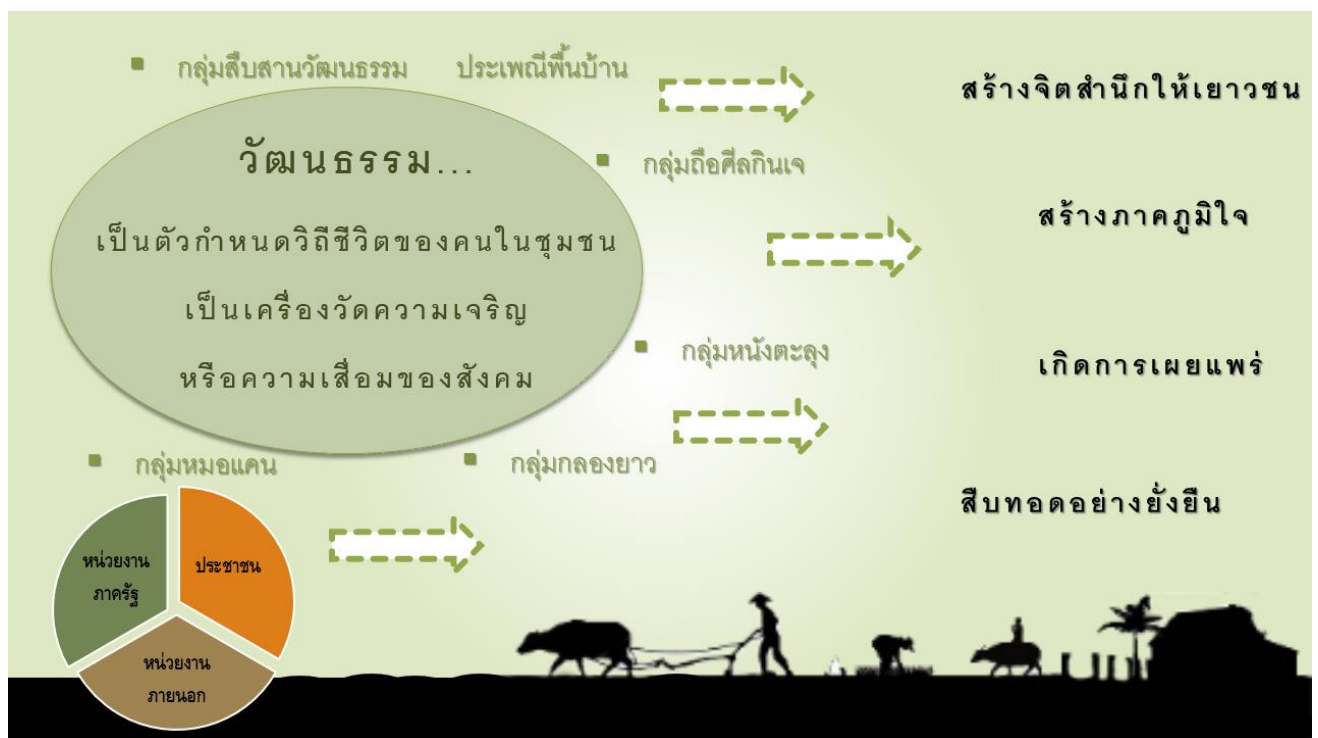 กลุ่มสืบสานวัฒนธรรม ประเพณีพื้นบ้าน
สร้างจิตสำนึกให้เยาวชน
วัฒนธรรม...
เป็นตัวกำหนดวิถีชีวิตของคนในชุมชน
เป็นเครื่องวัดความเจริญ
หรือความเสื่อมของสังคม
กลุ่มถือศีลกินเจ
สร้างภาคภูมิใจ
กลุ่มหนังตะลุง
เกิดการเผยแพร่
กลุ่มหมอแคน
กลุ่มกลองยาว
สืบทอดอย่างยั่งยืน
หน่วยงาน
ภาครัฐ
ประชาชน
หน่วยงาน
ภายนอก